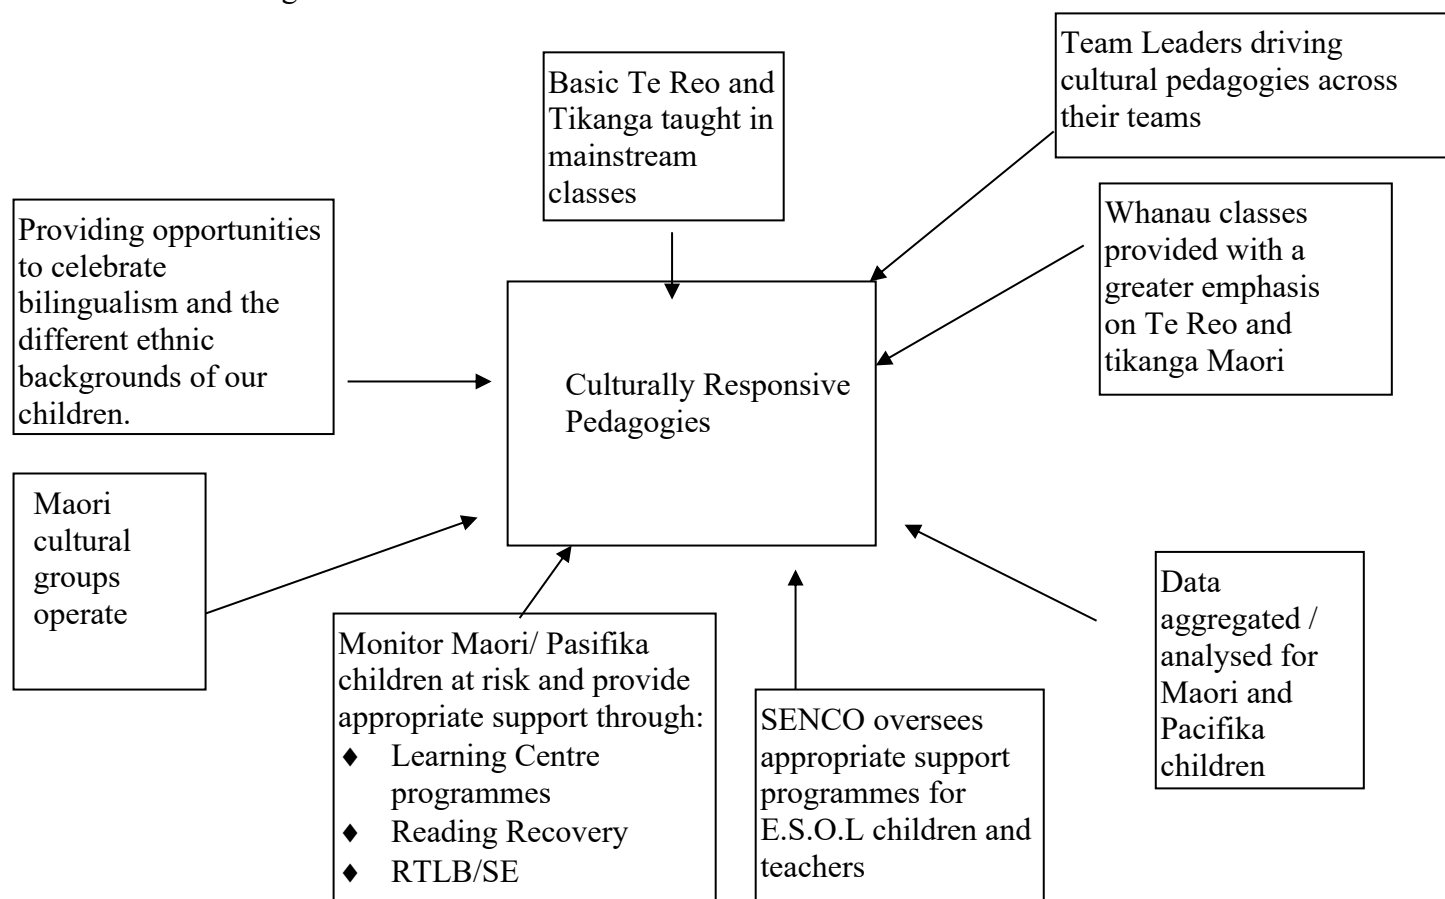 Team Leaders driving
cultural pedagogies across
their teams
Basic Te Reo and
Tikanga taught in
mainstream
classes
Whanau classes
provided with a
greater emphasis
on Te Reo and
tikanga Maori
Providing opportunities
to celebrate
bilingualism and the
different ethnic
backgrounds of our
children.
Culturally Responsive
Pedagogies
Maori
cultural
groups
operate
Monitor Maori/ Pasifika
children at risk and provide
appropriate support through:
♦ Learning Centre
programmes
♦ Reading Recovery
♦ RTLB/SE
SENCO oversees
appropriate support
programmes for
E.S.O.L children and
teachers
Data
aggregated /
analysed for
Maori and
Pacifika
children